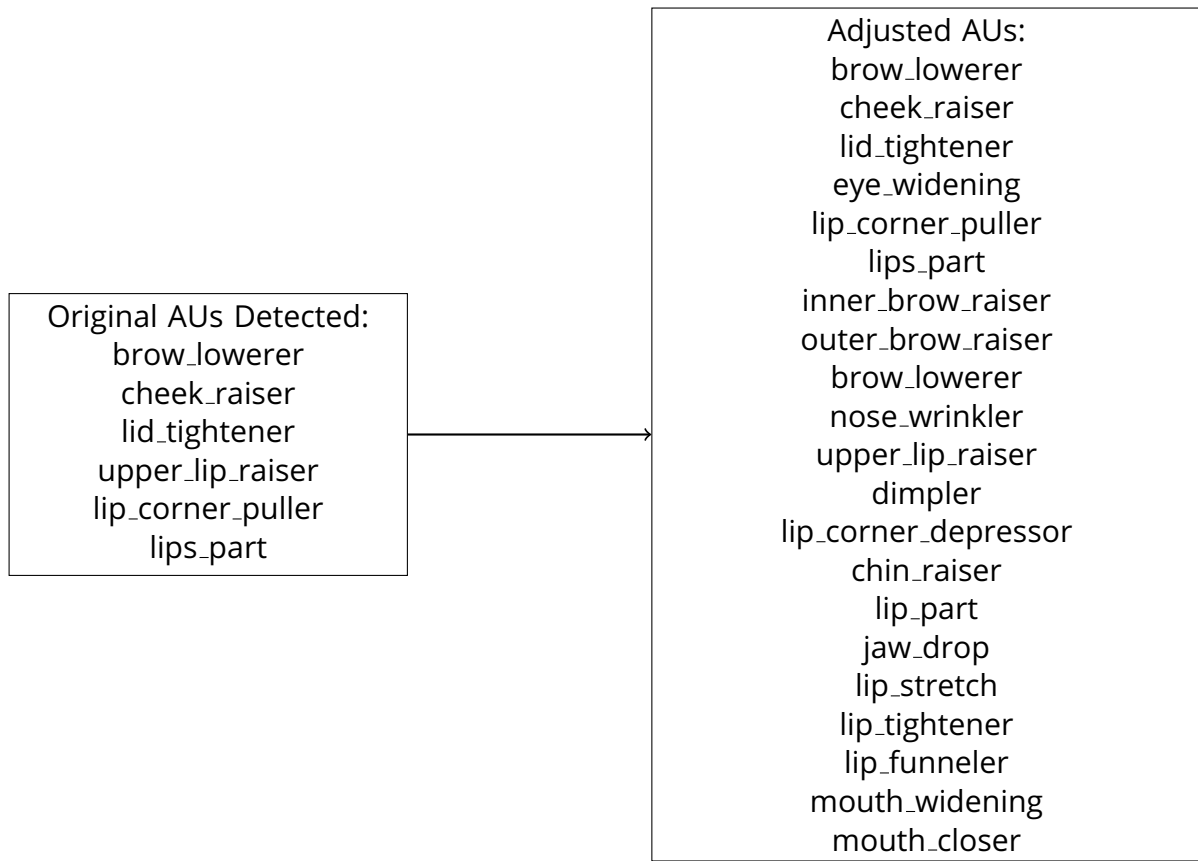 Original AUs Detected:
brow_lowerer
cheek_raiser
lid_tightener
upper_lip_raiser
lip_corner_puller
lips_part
Adjusted AUs:
brow_lowerer
cheek_raiser
lid_tightener
eye_widening
lip_corner_puller
lips_part
inner_brow_raiser
outer_brow_raiser
brow_lowerer
nose_wrinkler
upper_lip_raiser
dimpler
lip_corner_depressor
chin_raiser
lip_part
jaw_drop
lip_stretch
lip_tightener
lip_funneler
mouth_widening
mouth_closer